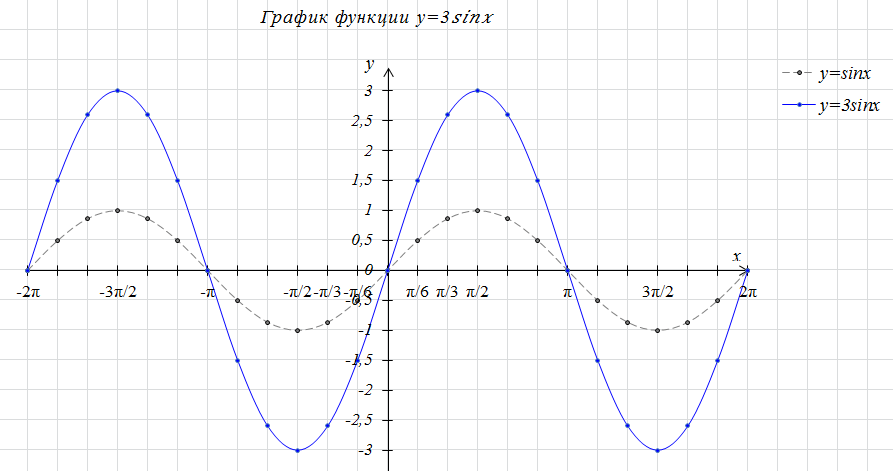 График функции y=3sinx
y
y=sinx
y=3sinx
3
2,5
2
1,5
1
0,5
0
x
-2π -3π/2 -π -π/2 -π/3 -π/6 π/6 π/3 π/2 π 3π/2 2π
-0,5
-1
-1,5
-2
-2,5
-3